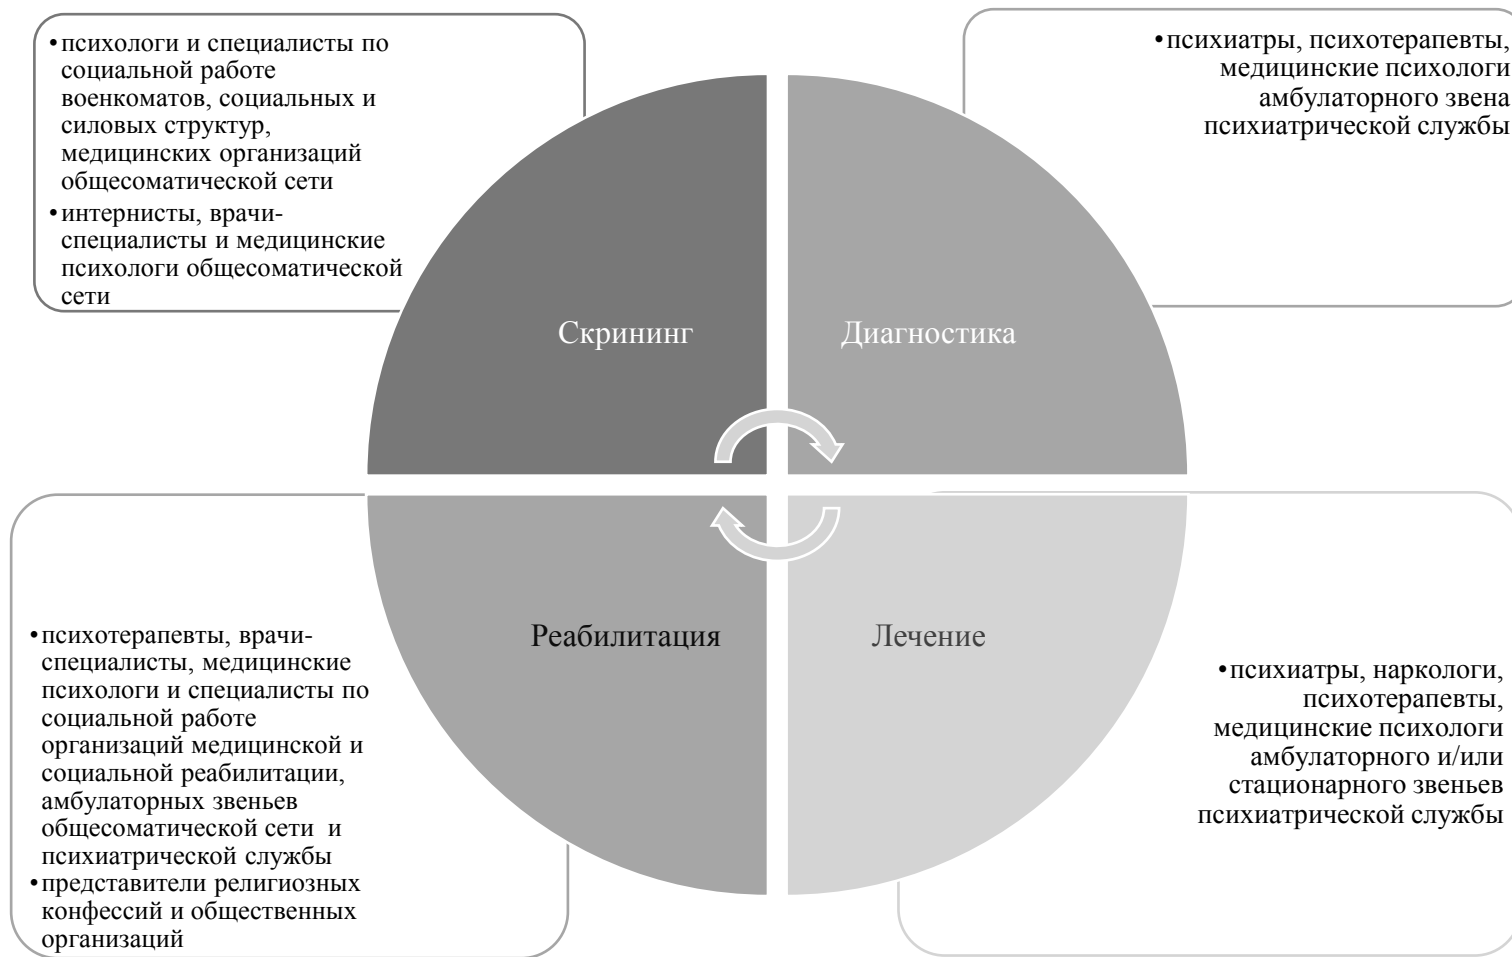 •психологи и специалисты по
социальной работе
военкоматов, социальных и
силовых структур,
медицинских организаций
общесоматической сети
•интернисты, врачи-
специалисты и медицинские
психологи общесоматической
сети
•психиатры, психотерапевты,
медицинские психологи
амбулаторного звена
психиатрической службы
Скрининг
Диагностика
Реабилитация
Лечение
•психотерапевты, врачи-
специалисты, медицинские
психологи и специалисты по
социальной работе
организаций медицинской и
социальной реабилитации,
амбулаторных звеньев
общесоматической сети и
психиатрической службы
•представители религиозных
конфессий и общественных
организаций
•психиатры, наркологи,
психотерапевты,
медицинские психологи
амбулаторного и/или
стационарного звеньев
психиатрической службы